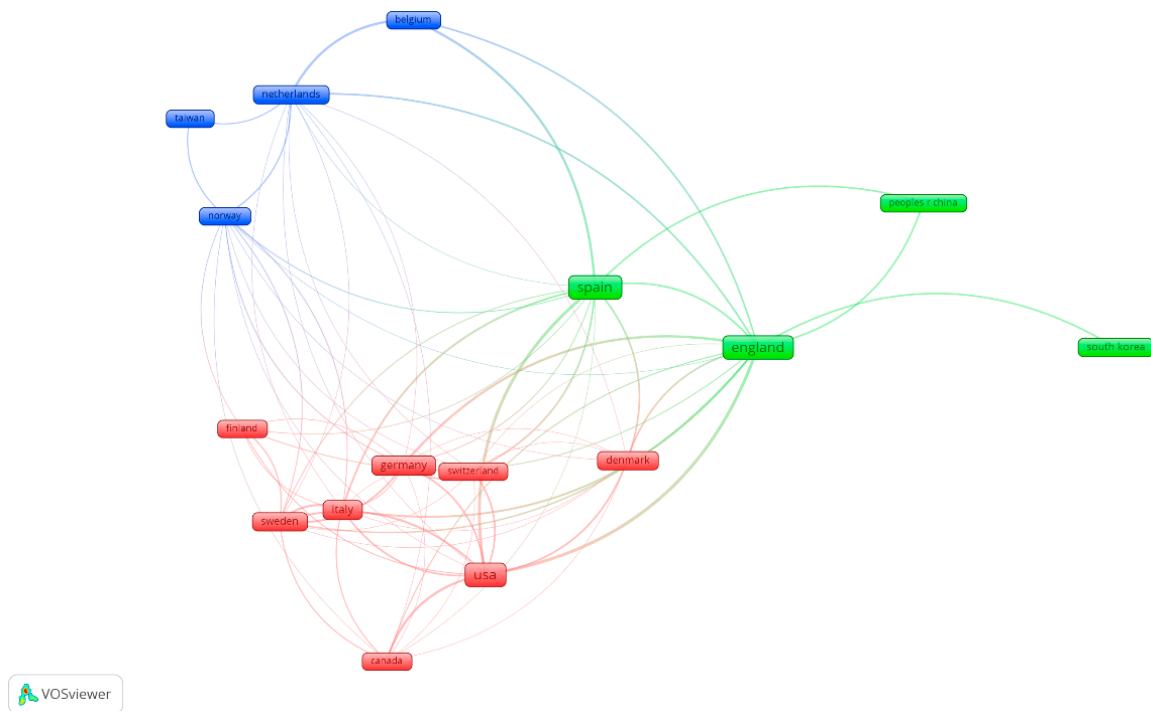 belgium
netherlands
taiwan
peoples r china
norway
spain
england
south korea
finland
germany
switzerland
denmark
italy
sweden
usa
canada
VOSviewer